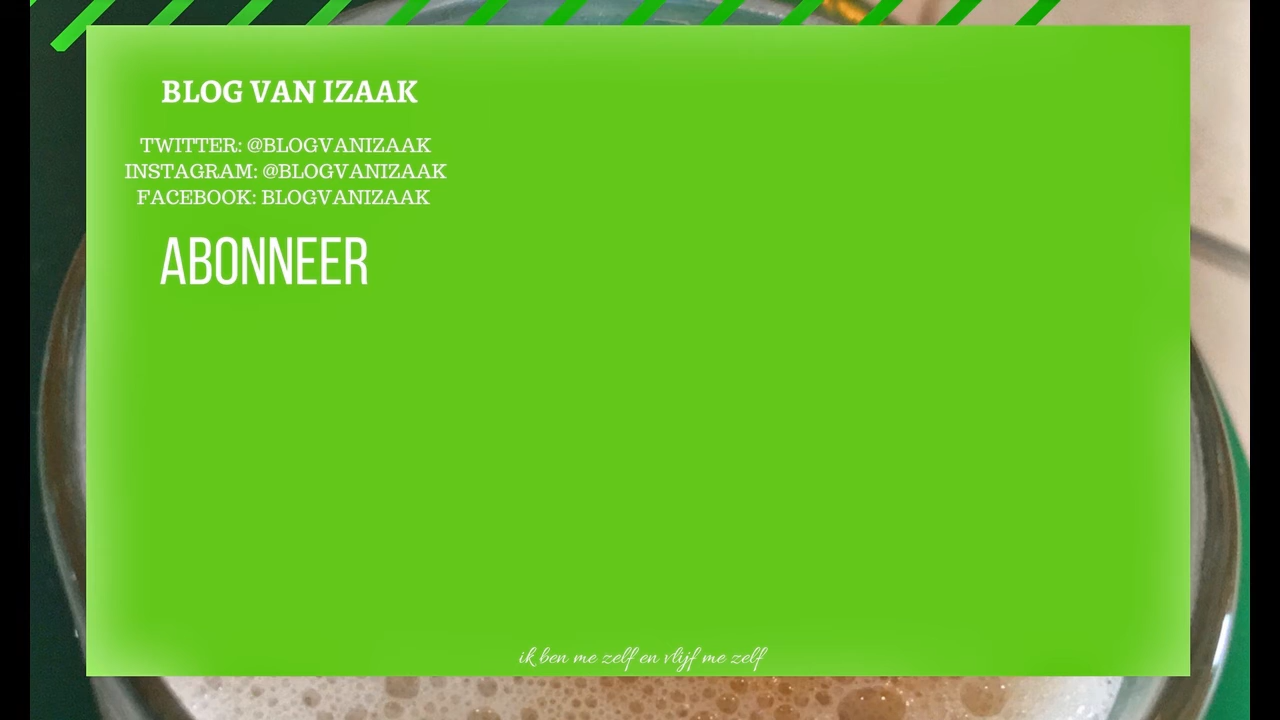 BLOG VAN IZAAK
TWITTER: @BLOGVANIZAAK
INSTAGRAM: @BLOGVANIZAAK
FACEBOOK: BLOGVANIZAAK
ABONNEER
ik ben me zelf en vlijf me zelf